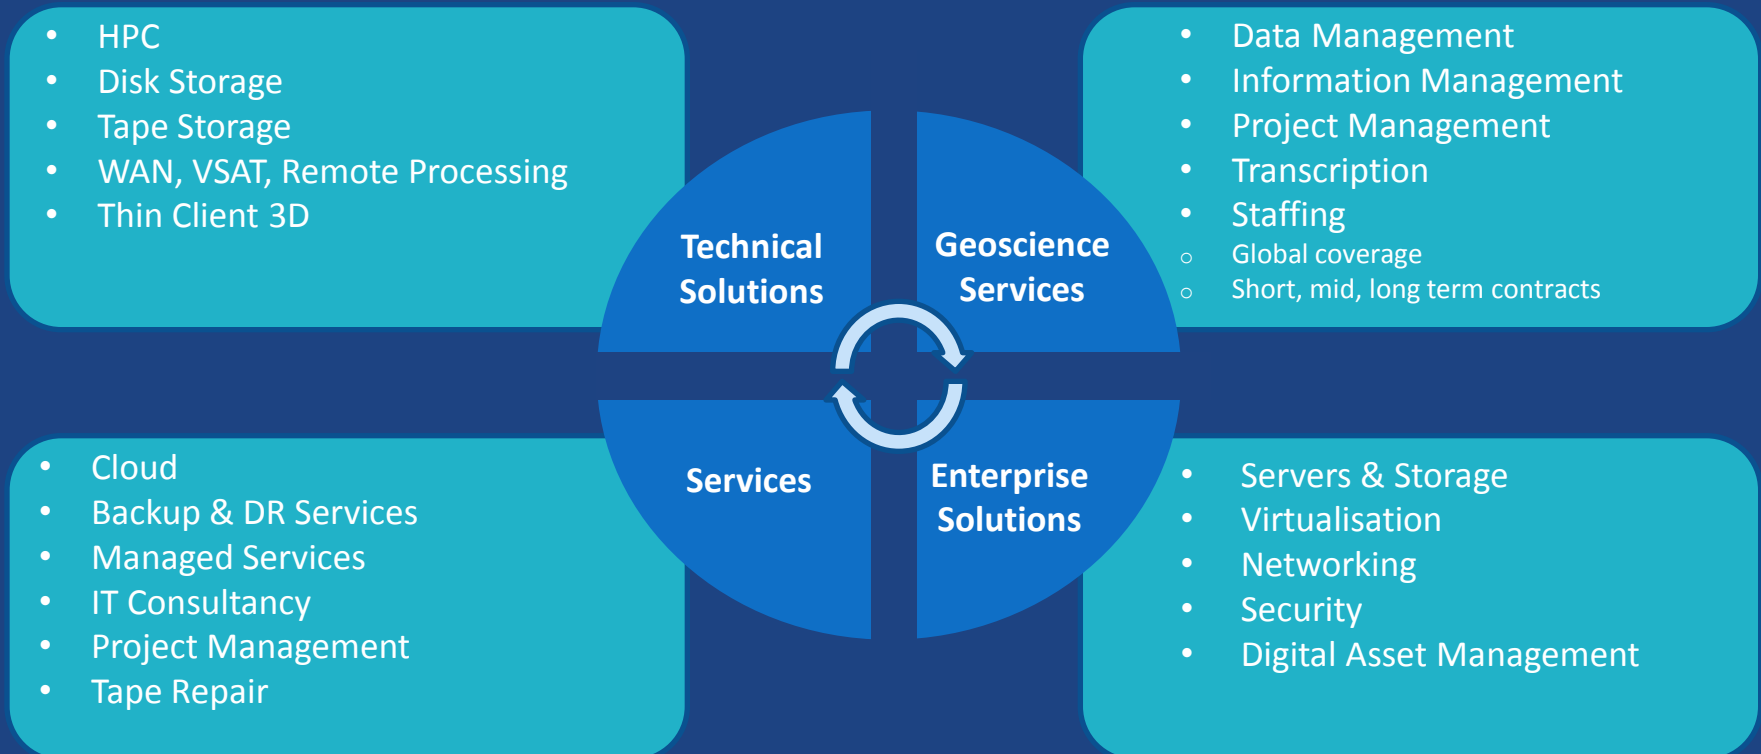 • HPC
• Disk Storage
• Tape Storage
• WAN, VSAT, Remote Processing
• Thin Client 3D
• Data Management
• Information Management
• Project Management
• Transcription
• Staffing
○ Global coverage
○ Short, mid, long term contracts
Technical
Solutions
Geoscience
Services
Services
Enterprise
Solutions
• Cloud
• Backup & DR Services
• Managed Services
• IT Consultancy
• Project Management
• Tape Repair
• Servers & Storage
• Virtualisation
• Networking
• Security
• Digital Asset Management